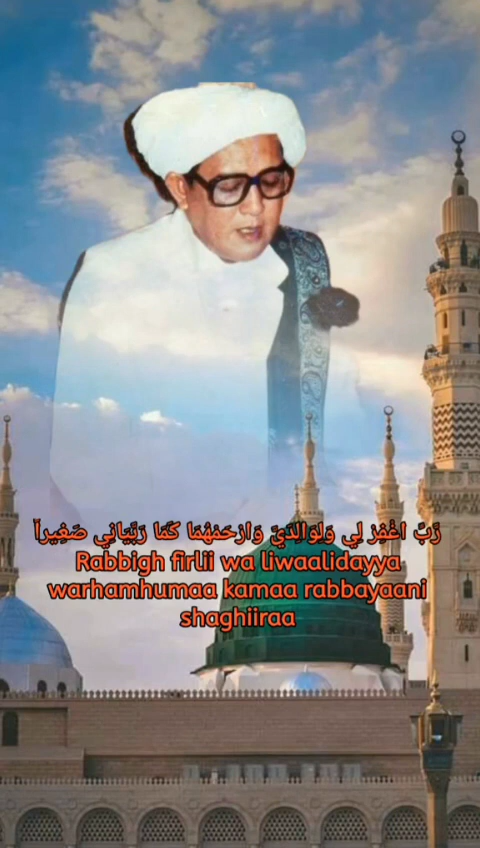 رَّبِّ اغْفِرْ لِي وَلِوَالِدَيَّ وَارْحَمْهُمَا كَمَا رَبَّيَانِي صَغِيراً
Rabbigh firlii wa liwaalidayya
warhamhumaa kamaa rabbayaani
shaghiiraa